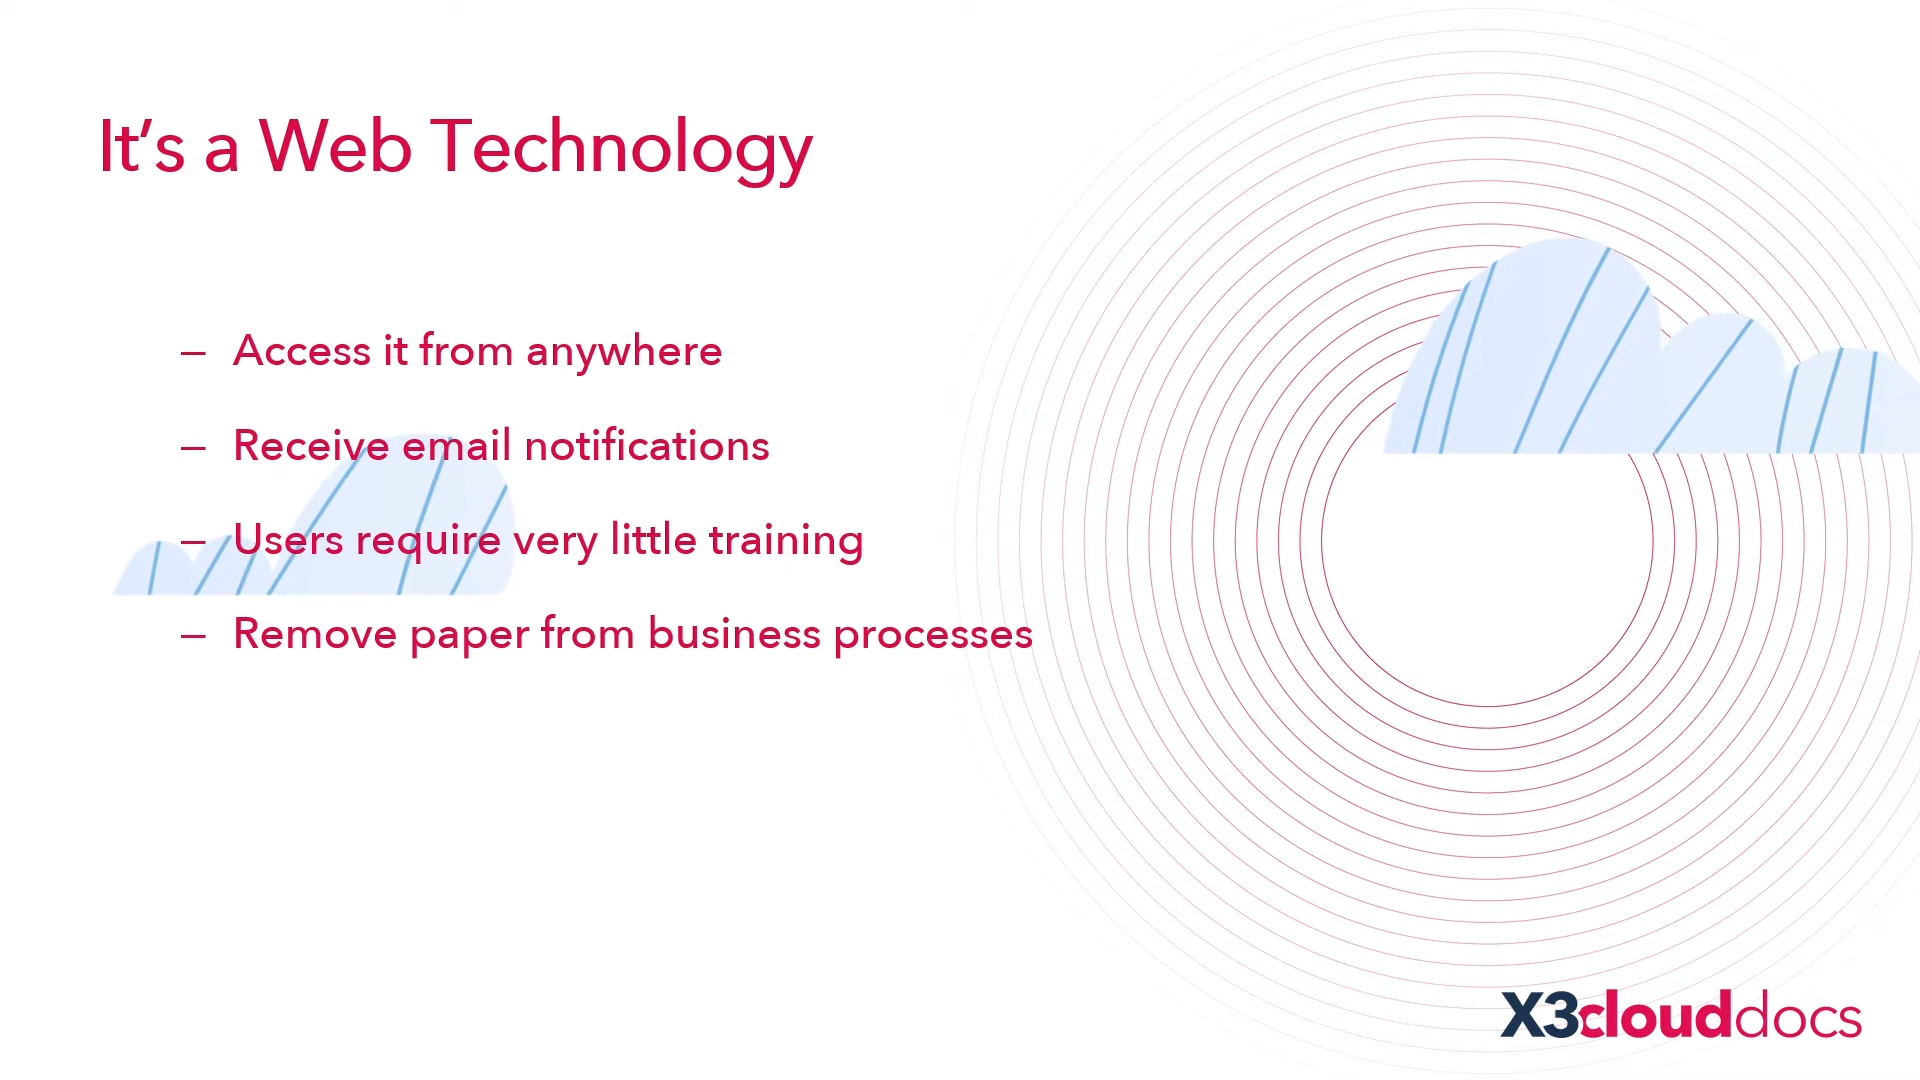 It’s a Web Technology
– Access it from anywhere
– Receive email notifications
– Users require very little training
– Remove paper from business processes
X3clouddocs